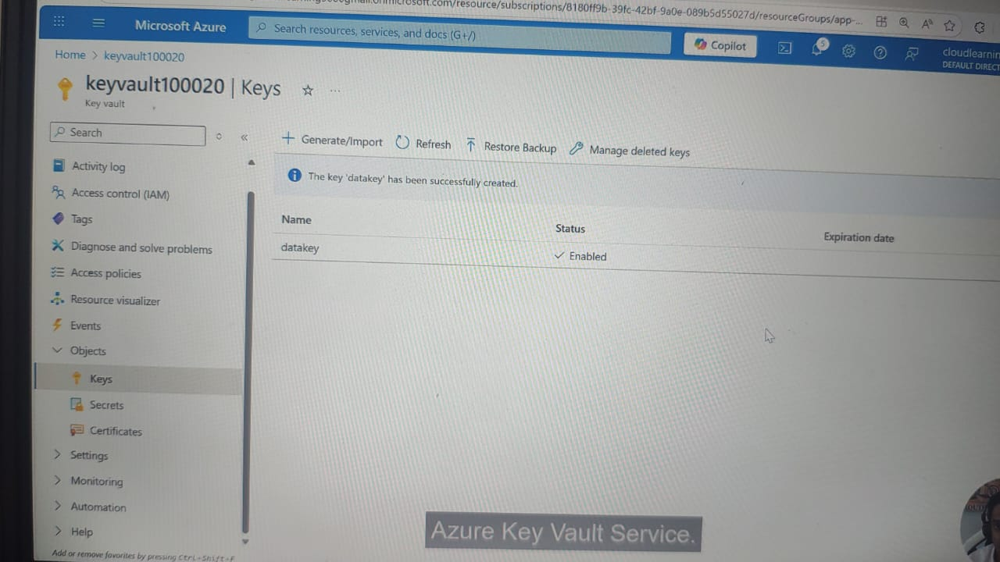 onmicrosoft.com/resource/subscriptions/8180ff9b-39fc-42bf-9a0e-089b5d55027d/resourceGroups/app-...
Microsoft Azure
Search resources, services, and docs (G+/)
Copilot
5
cloudlearnin
DEFAULT DIRECT
Home > keyvault100020
keyvault100020 | Keys
Key vault
Search
Generate/Import
Refresh
Restore Backup
Manage deleted keys
Activity log
Access control (IAM)
Tags
Diagnose and solve problems
Access policies
Resource visualizer
Events
Objects
Keys
Secrets
Certificates
Settings
Monitoring
Automation
Help
Add or remove favorites by pressing Ctrl+Shift+F
The key 'datakey' has been successfully created.
Name Status Expiration date
datakey Enabled
Azure Key Vault Service.